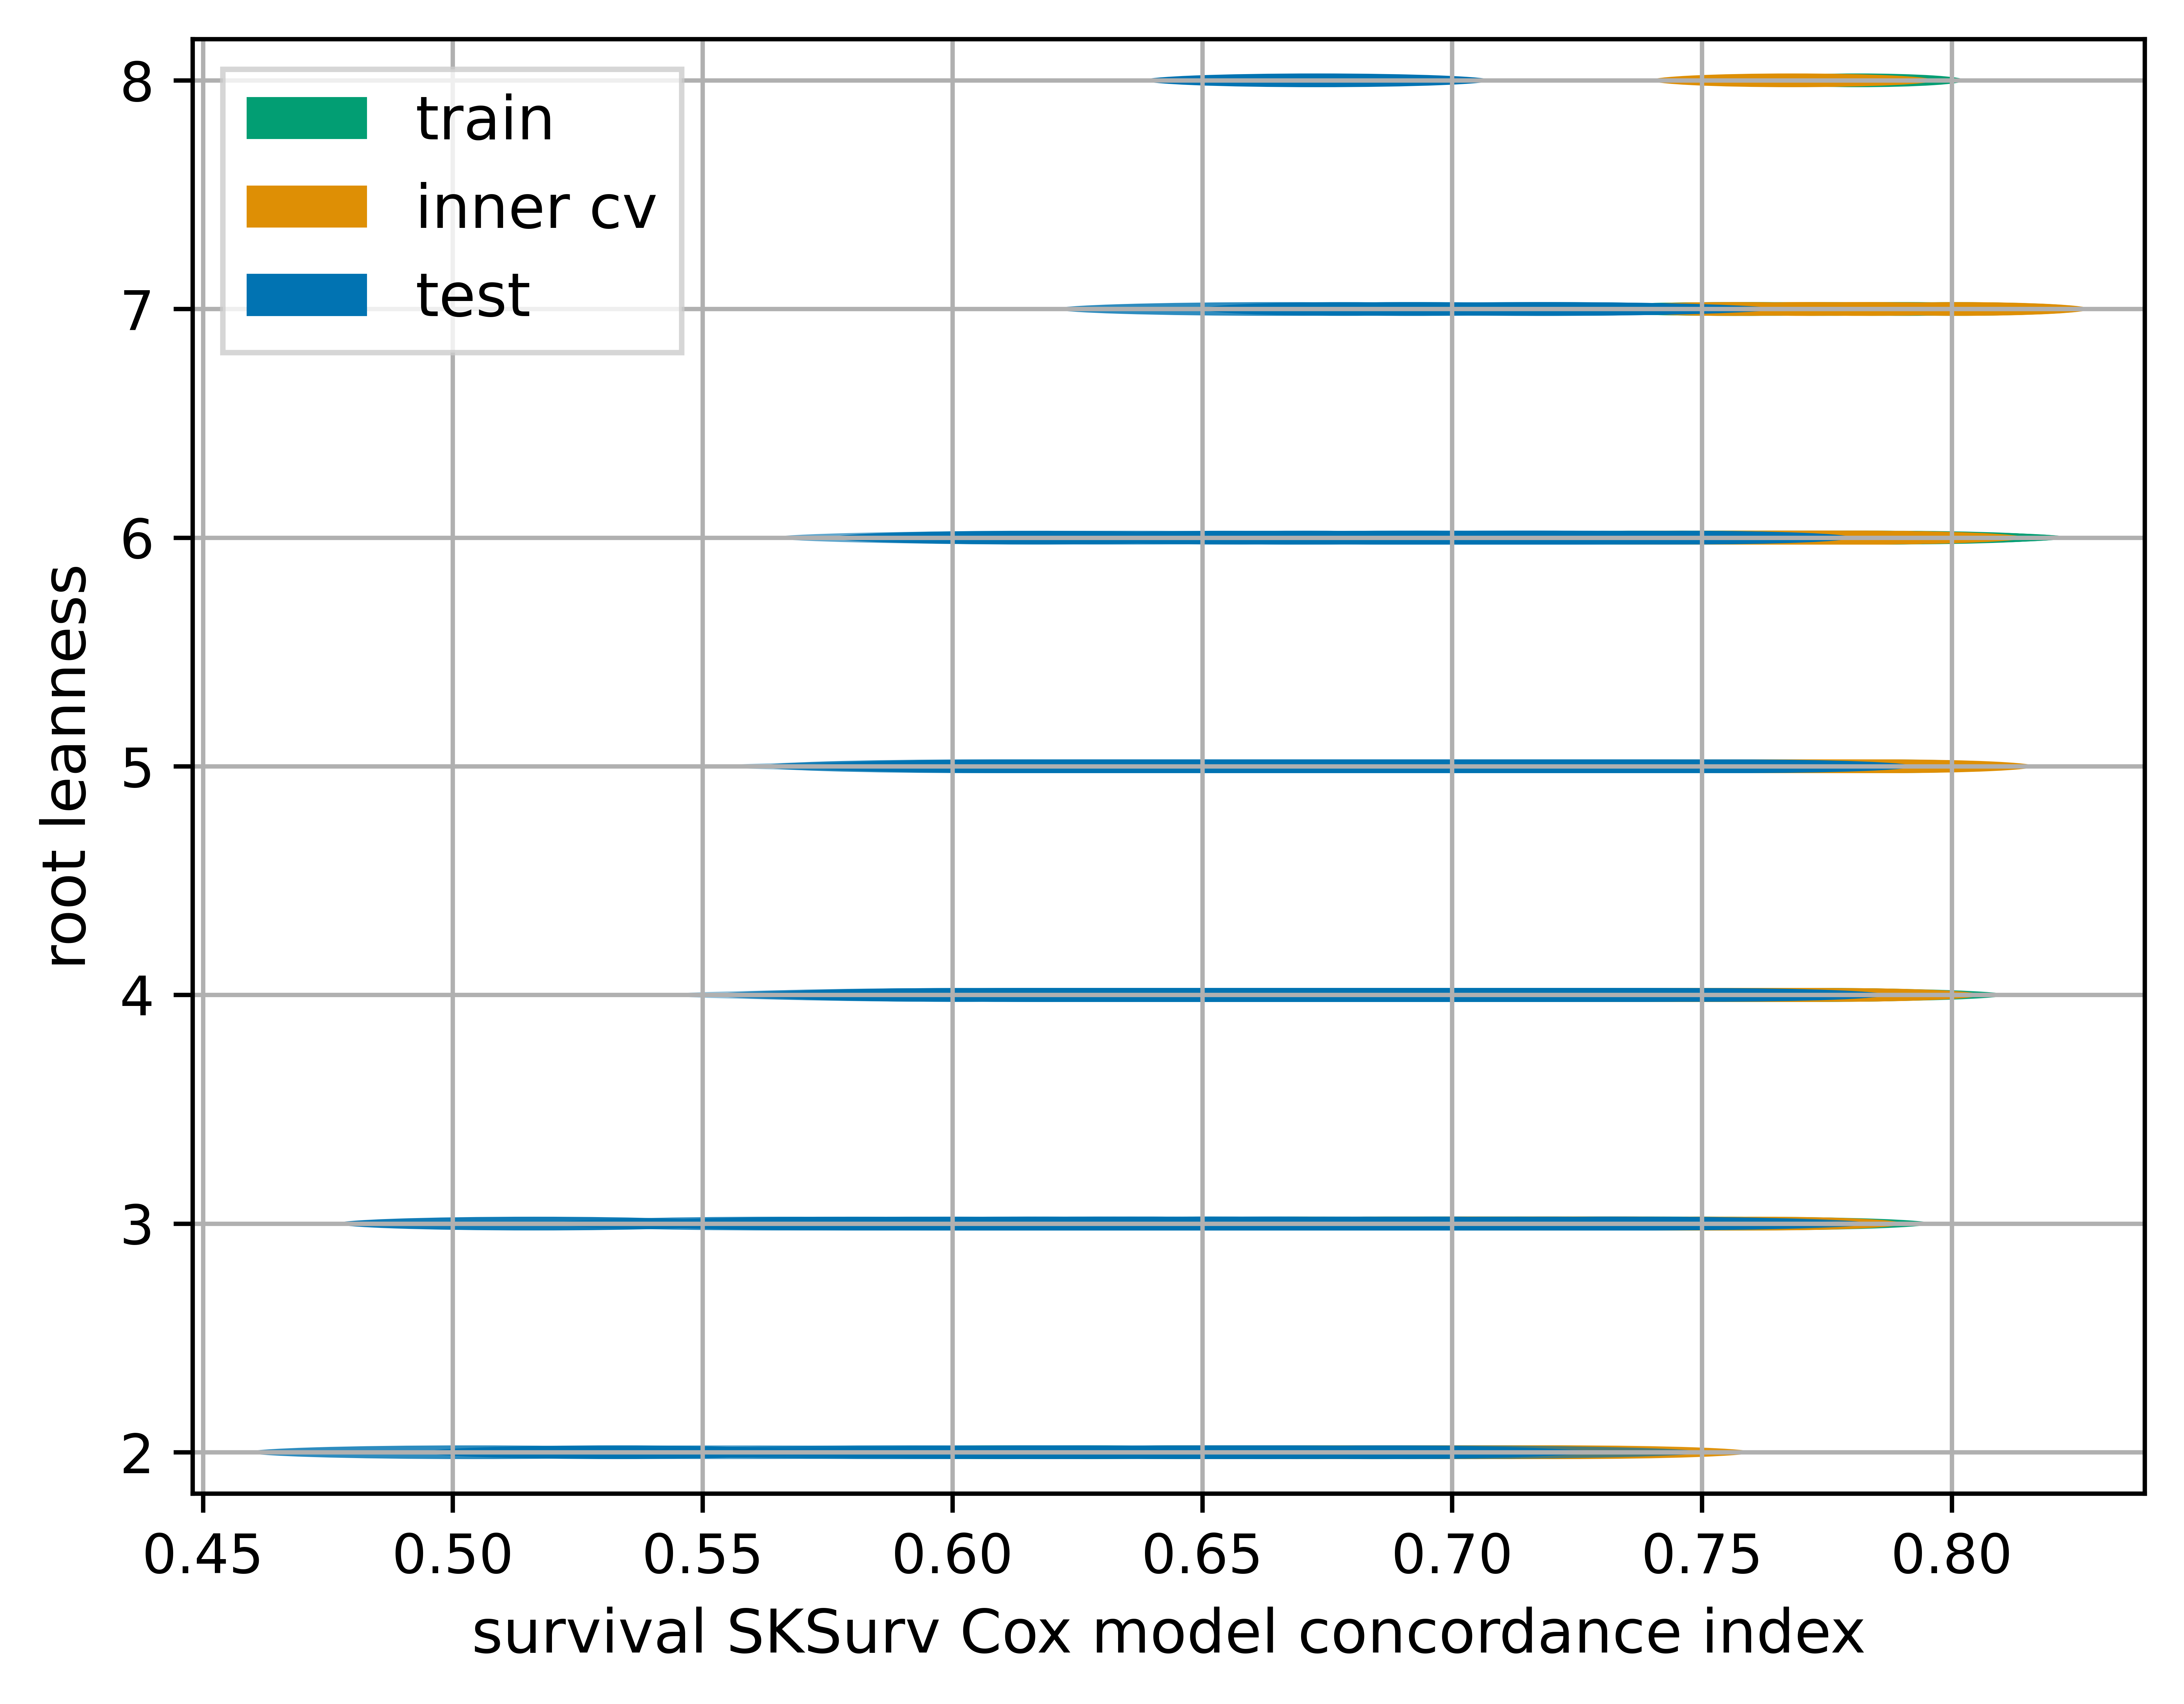 8
7
6
5
4
3
2
root leanness
train
inner cv
test
0.45 0.50 0.55 0.60 0.65 0.70 0.75 0.80
survival SKSurv Cox model concordance index